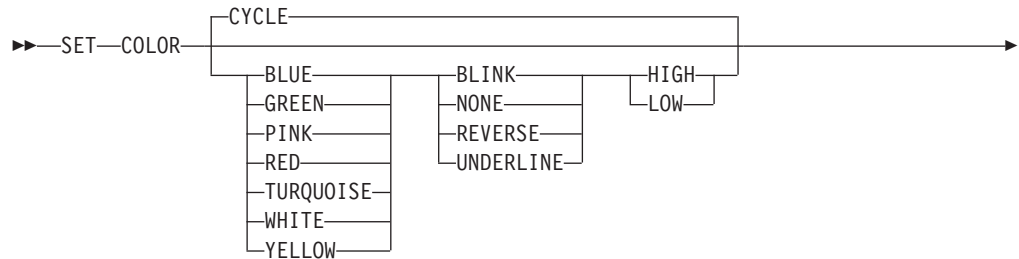 CYCLE
SET COLOR
BLUE BLINK HIGH
GREEN NONE LOW
PINK REVERSE
RED UNDERLINE
TURQUOISE
WHITE
YELLOW